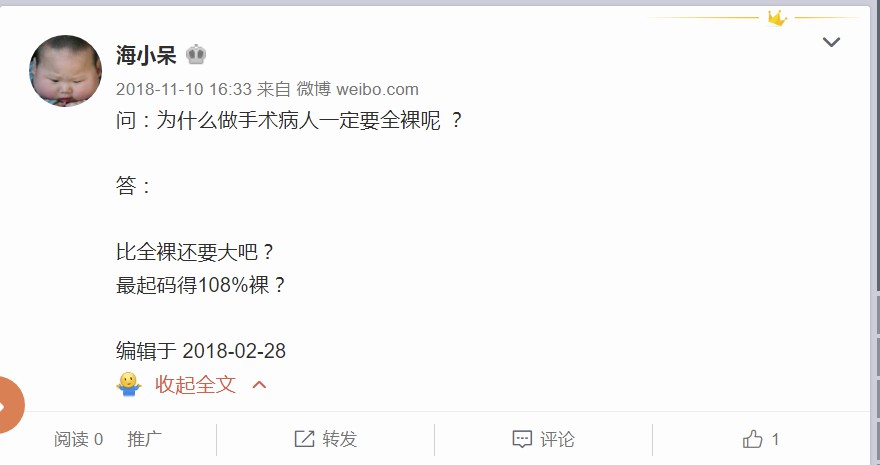 海小呆
2018-11-10 16:33 来自 微博 weibo.com
问：为什么做手术病人一定要全裸呢 ？
答：
比全裸还要大吧？
最起码得108%裸？
编辑于 2018-02-28
收起全文
阅读 0 推广 转发 评论 1